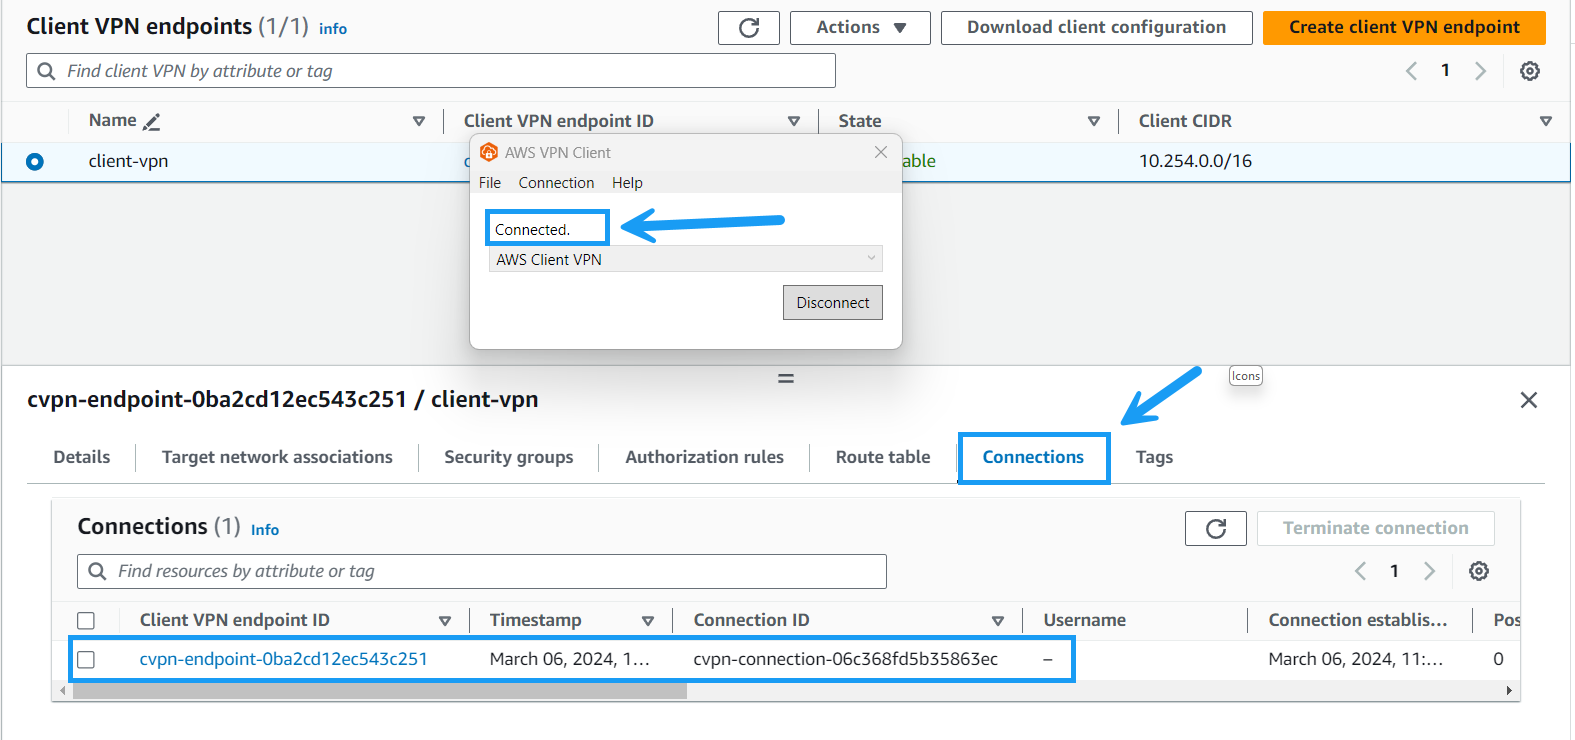 Client VPN endpoints (1/1) info
Actions
Download client configuration
Create client VPN endpoint
Find client VPN by attribute or tag
1
Name
Client VPN endpoint ID
State
Client CIDR
client-vpn
able
10.254.0.0/16
AWS VPN Client
File Connection Help
Connected.
AWS Client VPN
Disconnect
Icons
cvpn-endpoint-0ba2cd12ec543c251 / client-vpn
Details
Target network associations
Security groups
Authorization rules
Route table
Connections
Tags
Connections (1) Info
Terminate connection
Find resources by attribute or tag
1
Client VPN endpoint ID
Timestamp
Connection ID
Username
Connection establis...
Pos
cvpn-endpoint-0ba2cd12ec543c251
March 06, 2024, 1...
cvpn-connection-06c368fd5b35863ec
–
March 06, 2024, 11:...
0